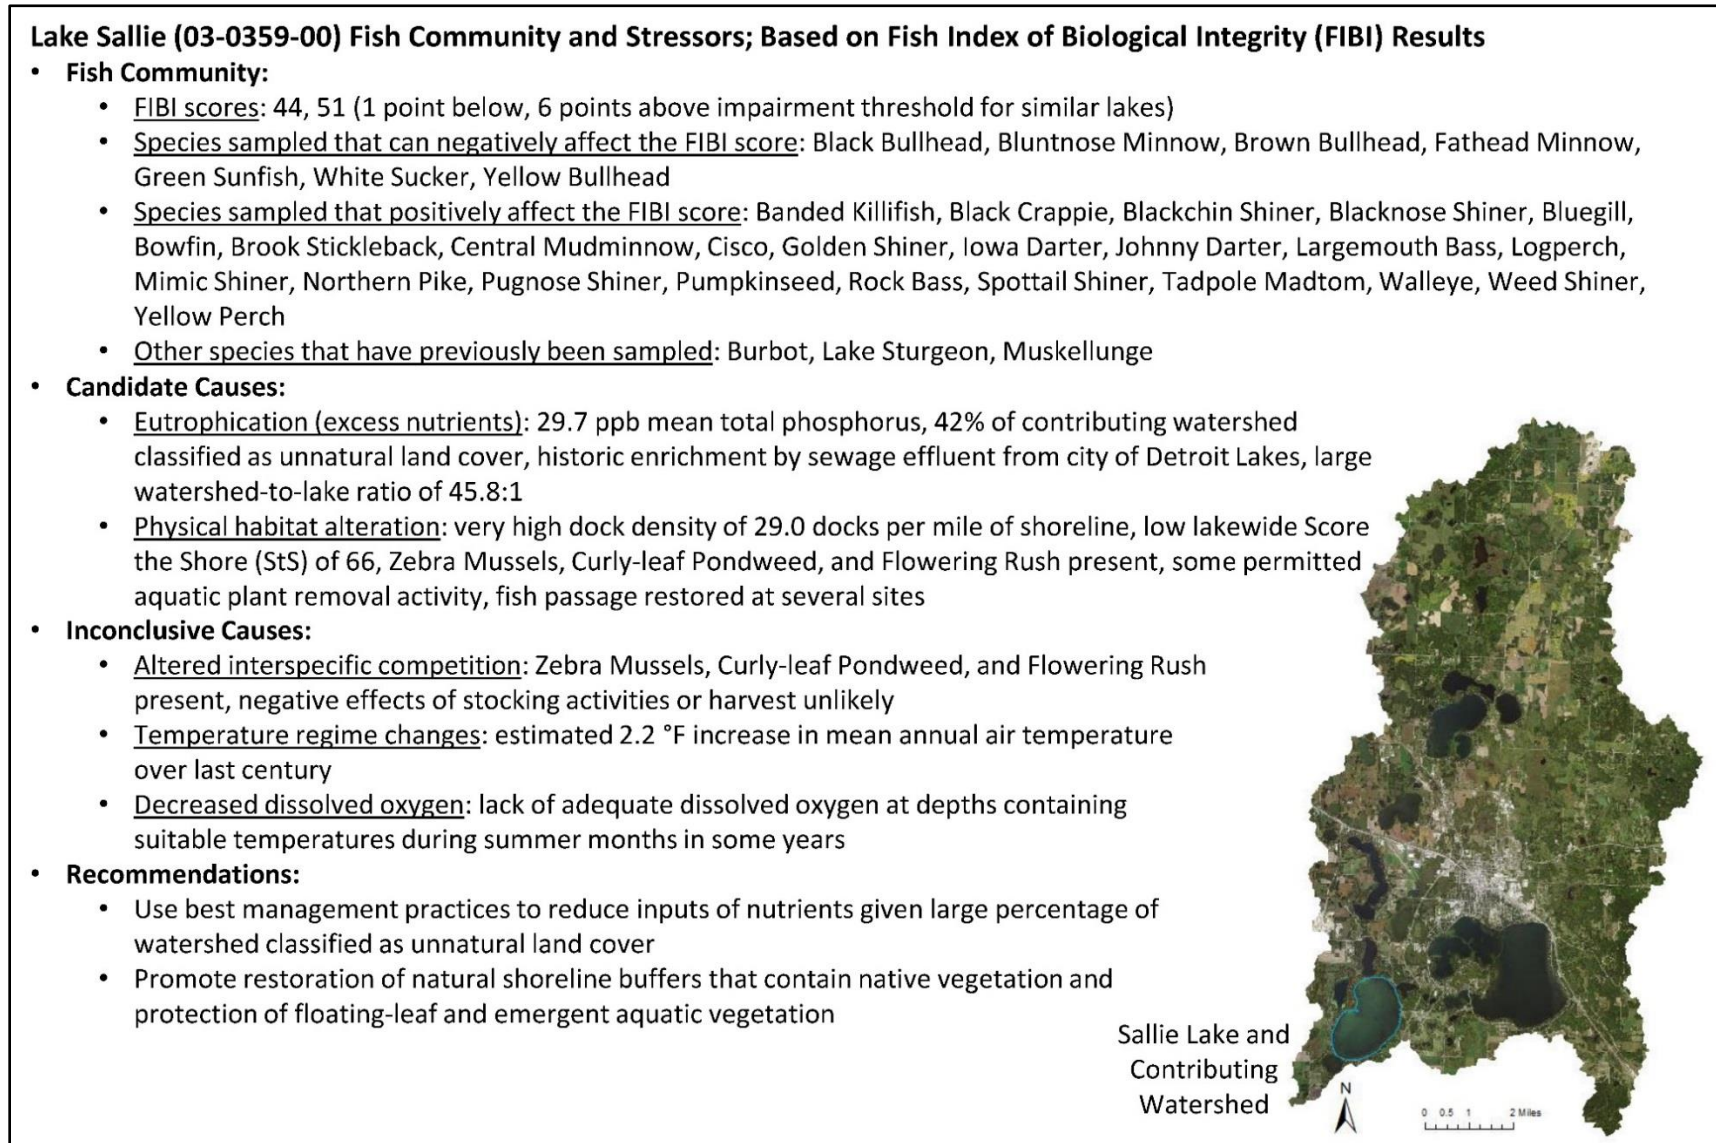 Lake Sallie (03-0359-00) Fish Community and Stressors; Based on Fish Index of Biological Integrity (FIBI) Results
• Fish Community:
• FIBI scores: 44, 51 (1 point below, 6 points above impairment threshold for similar lakes)
• Species sampled that can negatively affect the FIBI score: Black Bullhead, Bluntnose Minnow, Brown Bullhead, Fathead Minnow,
Green Sunfish, White Sucker, Yellow Bullhead
• Species sampled that positively affect the FIBI score: Banded Killifish, Black Crappie, Blackchin Shiner, Blacknose Shiner, Bluegill,
Bowfin, Brook Stickleback, Central Mudminnow, Cisco, Golden Shiner, Iowa Darter, Johnny Darter, Largemouth Bass, Logperch,
Mimic Shiner, Northern Pike, Pugnose Shiner, Pumpkinseed, Rock Bass, Spottail Shiner, Tadpole Madtom, Walleye, Weed Shiner,
Yellow Perch
• Other species that have previously been sampled: Burbot, Lake Sturgeon, Muskellunge
• Candidate Causes:
• Eutrophication (excess nutrients): 29.7 ppb mean total phosphorus, 42% of contributing watershed
classified as unnatural land cover, historic enrichment by sewage effluent from city of Detroit Lakes, large
watershed-to-lake ratio of 45.8:1
• Physical habitat alteration: very high dock density of 29.0 docks per mile of shoreline, low lakewide Score
the Shore (StS) of 66, Zebra Mussels, Curly-leaf Pondweed, and Flowering Rush present, some permitted
aquatic plant removal activity, fish passage restored at several sites
• Inconclusive Causes:
• Altered interspecific competition: Zebra Mussels, Curly-leaf Pondweed, and Flowering Rush
present, negative effects of stocking activities or harvest unlikely
• Temperature regime changes: estimated 2.2 °F increase in mean annual air temperature
over last century
• Decreased dissolved oxygen: lack of adequate dissolved oxygen at depths containing
suitable temperatures during summer months in some years
• Recommendations:
• Use best management practices to reduce inputs of nutrients given large percentage of
watershed classified as unnatural land cover
• Promote restoration of natural shoreline buffers that contain native vegetation and
protection of floating-leaf and emergent aquatic vegetation
Sallie Lake and
Contributing
Watershed
N
0 0.5 1 2 Miles